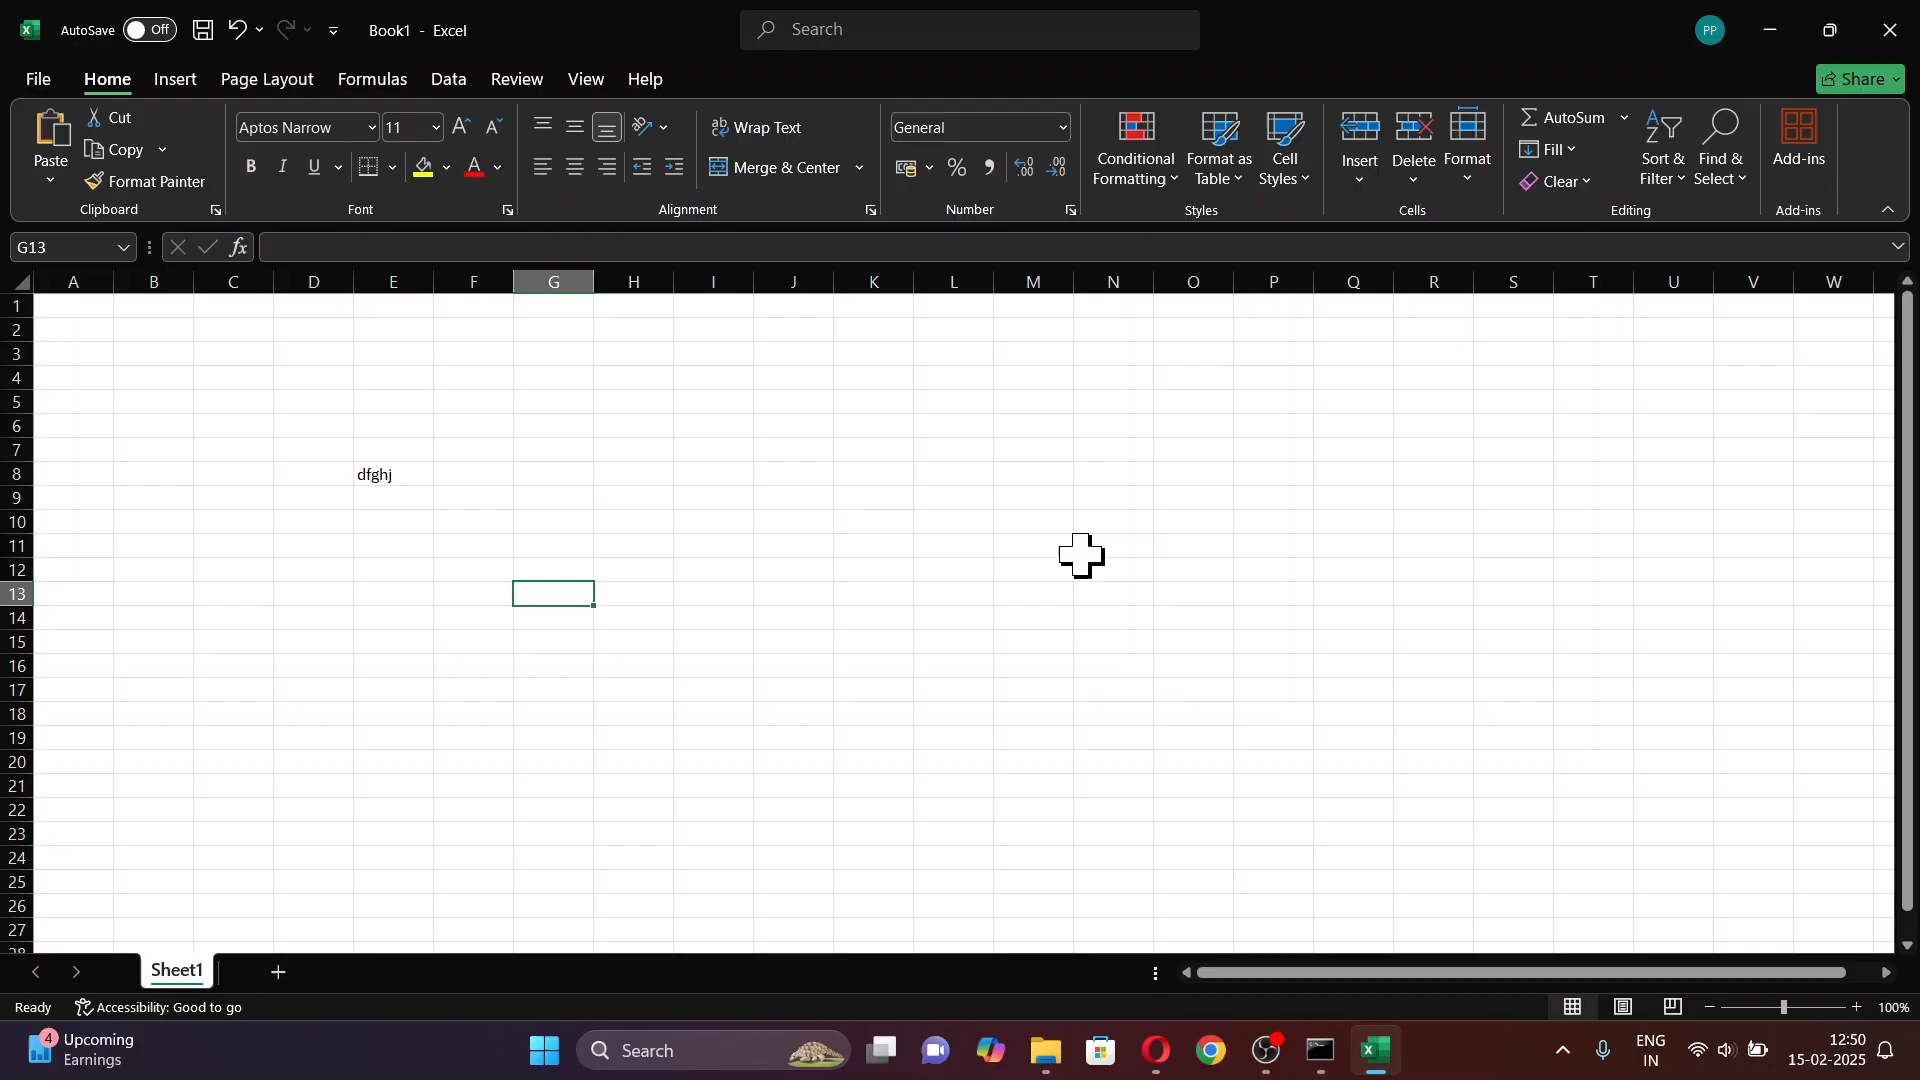 AutoSave Off Book1 - Excel Search PP
File Home Insert Page Layout Formulas Data Review View Help Share
Paste Cut Copy Format Painter Clipboard
Aptos Narrow 11 A^ Aˇ B I U A Font
ab Wrap Text Merge & Center Alignment
General % , .00 Number
Conditional Formatting Format as Table Cell Styles Styles
Insert Delete Format Cells
AutoSum Fill Clear Sort & Filter Find & Select Editing
Add-ins Add-ins
G13 fx
A B C D E F G H I J K L M N O P Q R S T U V W
1
2
3
4
5
6
7
8 dfghj
9
10
11
12
13
14
15
16
17
18
19
20
21
22
23
24
25
26
27
28
Sheet1
Ready Accessibility: Good to go 100%
4 Upcoming Earnings Search ENG IN 12:50 15-02-2025